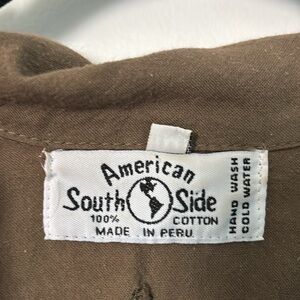 American
South Side
100% COTTON
MADE IN PERU
HAND WASH
COLD WATER